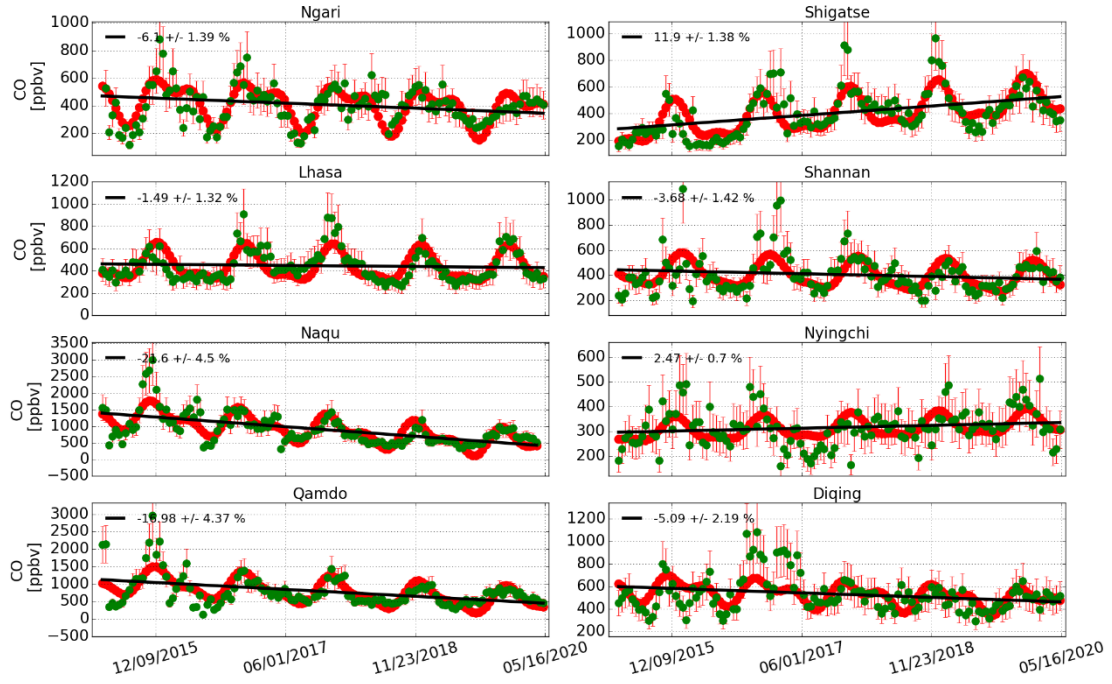 Ngari
1000
800
600
400
200
CO
[ppbv]
-6.1 +/- 1.39 %
Shigatse
1000
800
600
400
200
11.9 +/- 1.38 %
Lhasa
1200
1000
800
600
400
200
0
CO
[ppbv]
-1.49 +/- 1.32 %
Shannan
1000
800
600
400
200
-3.68 +/- 1.42 %
Naqu
3500
3000
2500
2000
1500
1000
500
0
−500
CO
[ppbv]
-21.6 +/- 4.5 %
Nyingchi
600
500
400
300
200
2.47 +/- 0.7 %
Qamdo
3000
2500
2000
1500
1000
500
0
−500
CO
[ppbv]
-16.98 +/- 4.37 %
12/09/2015
06/01/2017
11/23/2018
05/16/2020
Diqing
1200
1000
800
600
400
200
-5.09 +/- 2.19 %
12/09/2015
06/01/2017
11/23/2018
05/16/2020